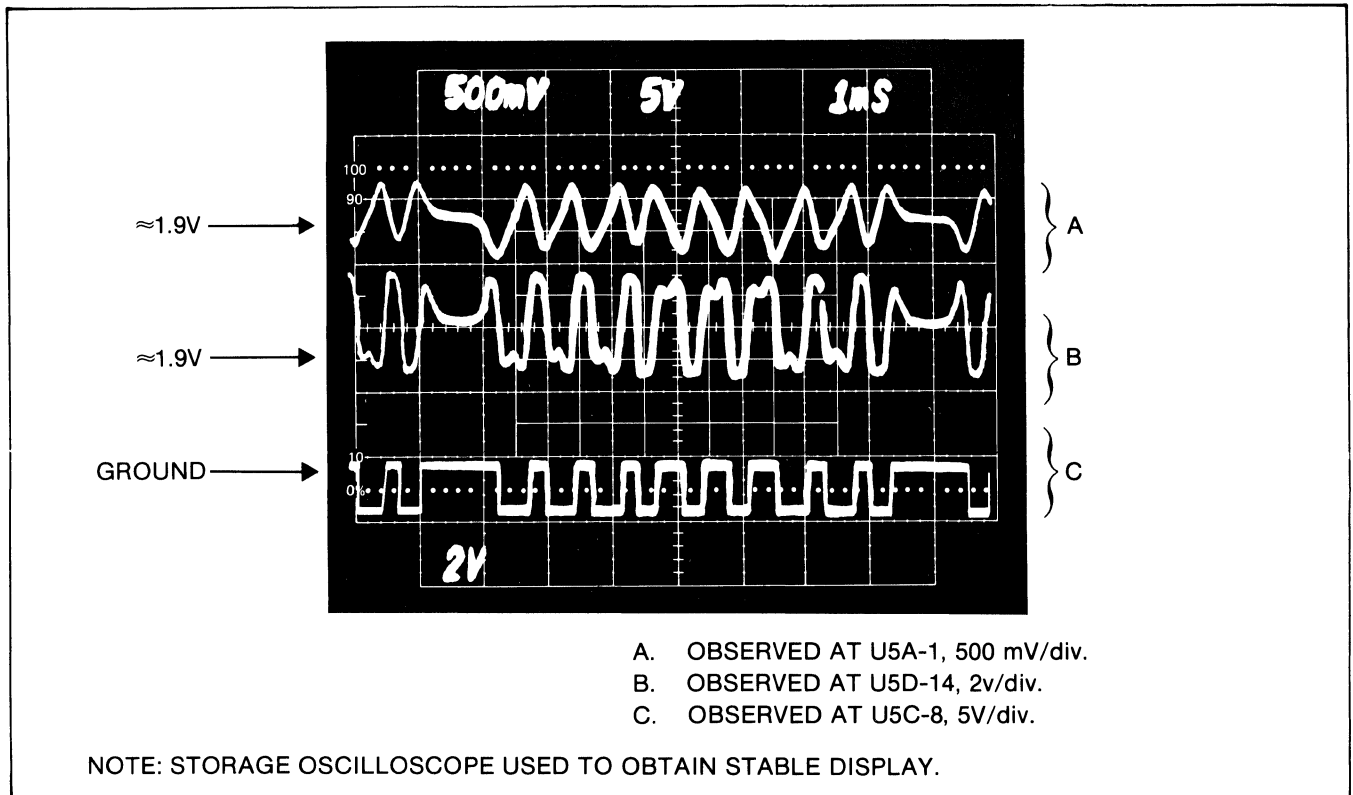 500mV 5V 1mS
100
90
≈1.9V
A
≈1.9V
B
10
GROUND
0%
C
2V
A. OBSERVED AT U5A-1, 500 mV/div.
B. OBSERVED AT U5D-14, 2v/div.
C. OBSERVED AT U5C-8, 5V/div.
NOTE: STORAGE OSCILLOSCOPE USED TO OBTAIN STABLE DISPLAY.